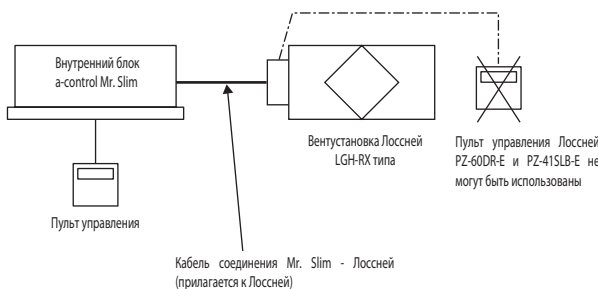 Внутренний блок
a-control Mr. Slim
Вентустановка Лоссней
LGH-RX типа
Пульт управления Лоссней
PZ-60DR-E и PZ-41SLB-E не
могут быть использованы
Пульт управления
Кабель соединения Mr. Slim - Лоссней
(прилагается к Лоссней)